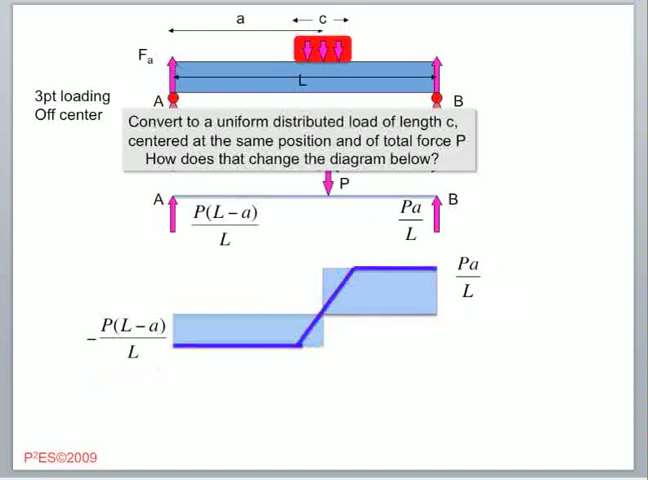 a
c
Fa
L
3pt loading
Off center
A
B
Convert to a uniform distributed load of length c,
centered at the same position and of total force P
How does that change the diagram below?
P
A
B
P(L−a)
L
Pa
L
Pa
L
−P(L−a)
L
P²ES©2009